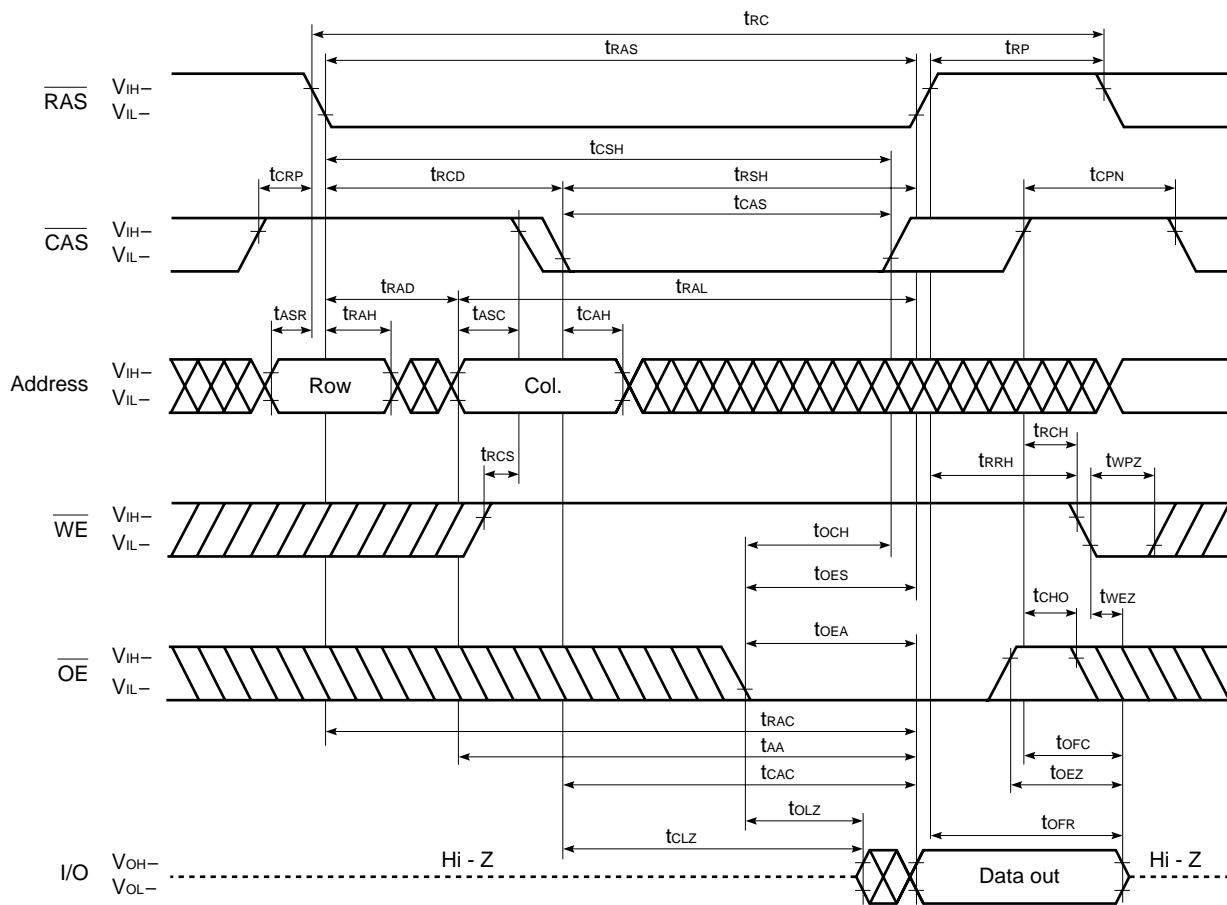 tRC
tRAS tRP
RAS VIH–
VIL–
tCSH
tCRP tRCD tRSH tCPN
tCAS
CAS VIH–
VIL–
tRAD tRAL
tASR tRAH tASC tCAH
Address VIH–
VIL–
Row Col.
tRCH
tRCS tRRH tWPZ
WE VIH–
VIL–
tOCH
tOES
tCHO tWEZ
tOEA
OE VIH–
VIL–
tRAC
tAA tOFC
tCAC tOEZ
tOLZ
tCLZ tOFR
I/O VOH–
VOL–
Hi - Z Data out Hi - Z